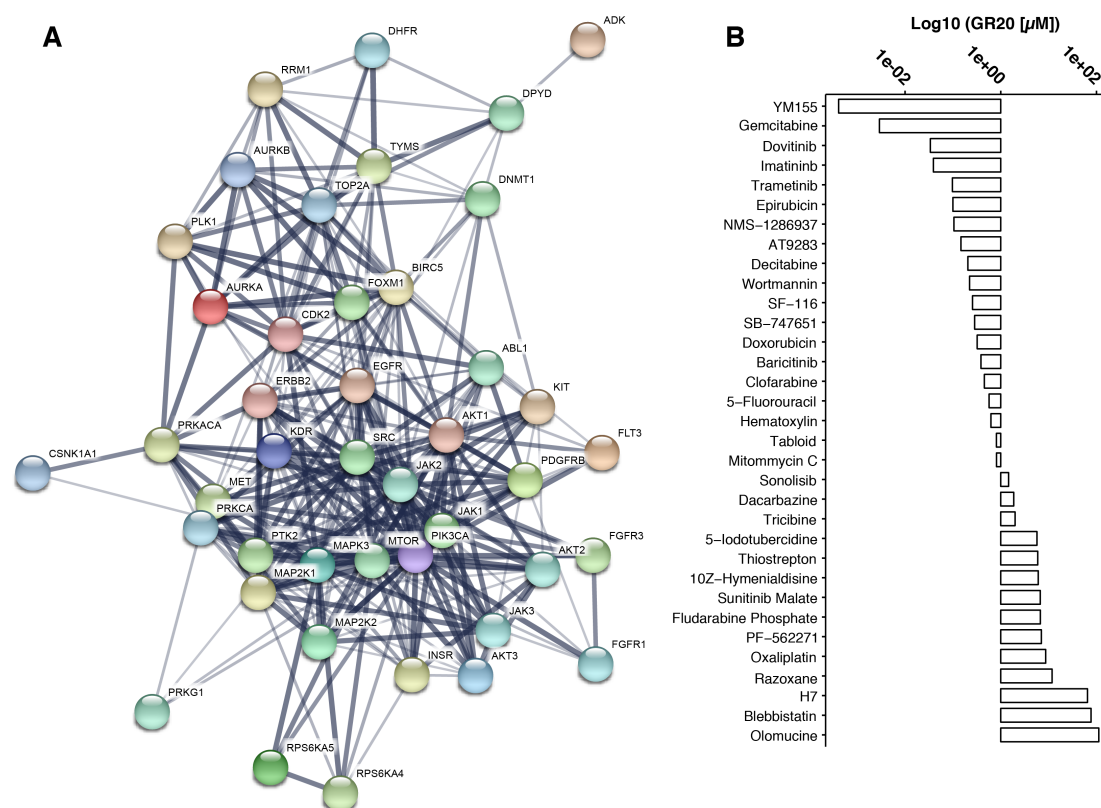 A
DHFR
ADK
RRM1
DPYD
AURKB
TYMS
TOP2A
DNMT1
PLK1
BIRC5
AURKA
FOXM1
CDK2
ABL1
EGFR
ERBB2
KIT
AKT1
PRKACA
KDR
SRC
FLT3
CSNK1A1
JAK2
PDGFRB
MET
PRKCA
JAK1
PIK3CA
PTK2
MAPK3
MTOR
AKT2
FGFR3
MAP2K1
JAK3
MAP2K2
FGFR1
INSR
AKT3
PRKG1
RPS6KA5
RPS6KA4
B
Log10 (GR20 [µM])
1e-02
1e+00
1e+02
YM155
Gemcitabine
Dovitinib
Imatininb
Trametinib
Epirubicin
NMS−1286937
AT9283
Decitabine
Wortmannin
SF−116
SB−747651
Doxorubicin
Baricitinib
Clofarabine
5−Fluorouracil
Hematoxylin
Tabloid
Mitommycin C
Sonolisib
Dacarbazine
Tricibine
5−Iodotubercidine
Thiostrepton
10Z−Hymenialdisine
Sunitinib Malate
Fludarabine Phosphate
PF−562271
Oxaliplatin
Razoxane
H7
Blebbistatin
Olomucine